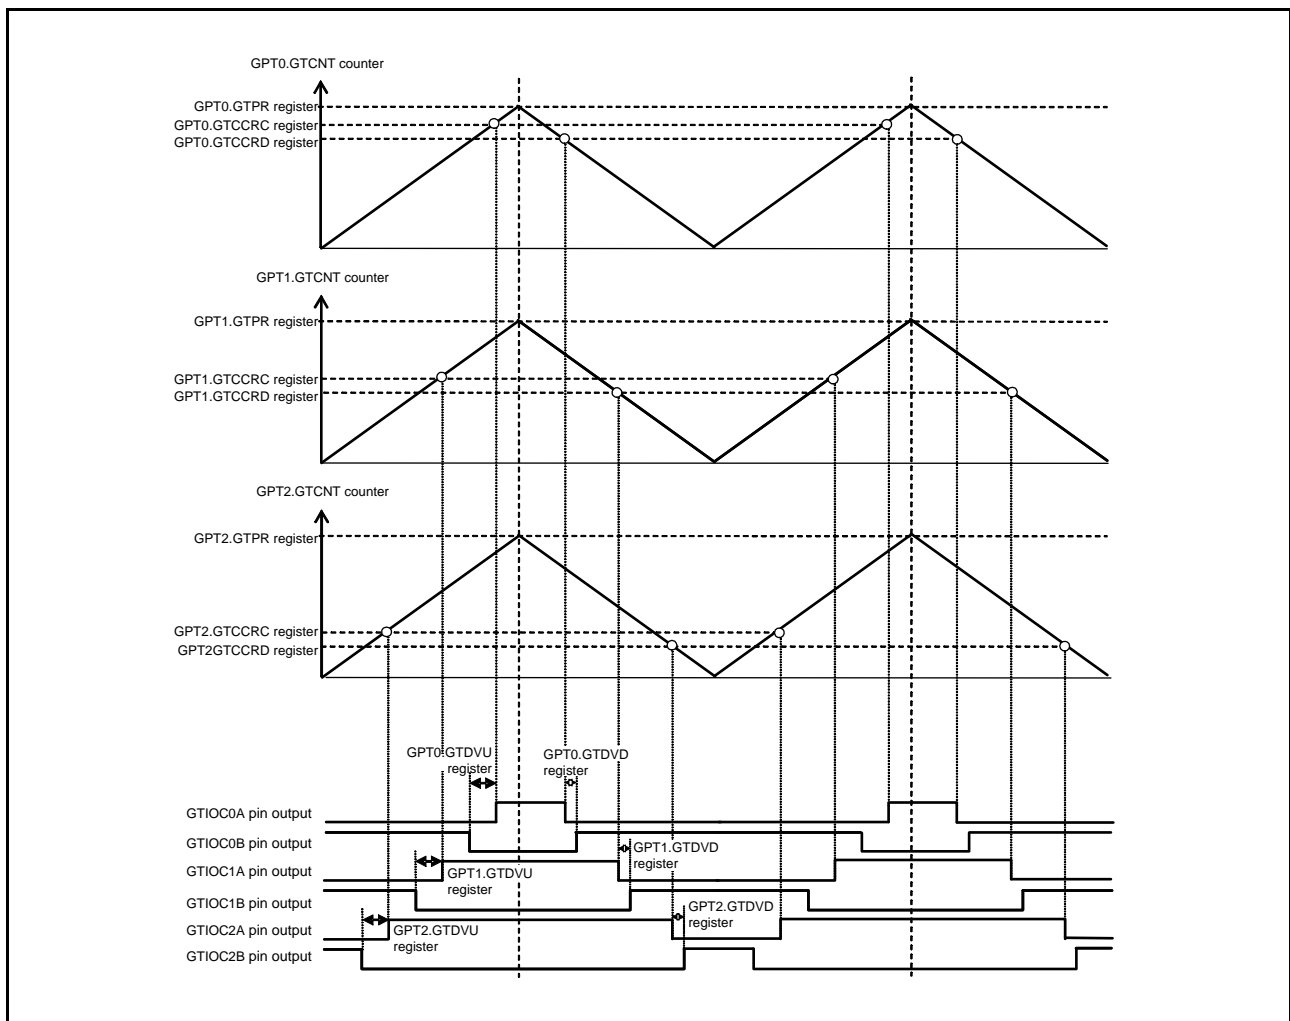 GPT0.GTCNT counter
GPT0.GTPR register
GPT0.GTCCRC register
GPT0.GTCCRD register
GPT1.GTCNT counter
GPT1.GTPR register
GPT1.GTCCRC register
GPT1.GTCCRD register
GPT2.GTCNT counter
GPT2.GTPR register
GPT2.GTCCRC register
GPT2GTCCRD register
GPT0.GTDVU
register
GPT0.GTDVD
register
GTIOC0A pin output
GTIOC0B pin output
GPT1.GTDVD
register
GTIOC1A pin output
GPT1.GTDVU
register
GTIOC1B pin output
GPT2.GTDVD
register
GTIOC2A pin output
GPT2.GTDVU
register
GTIOC2B pin output